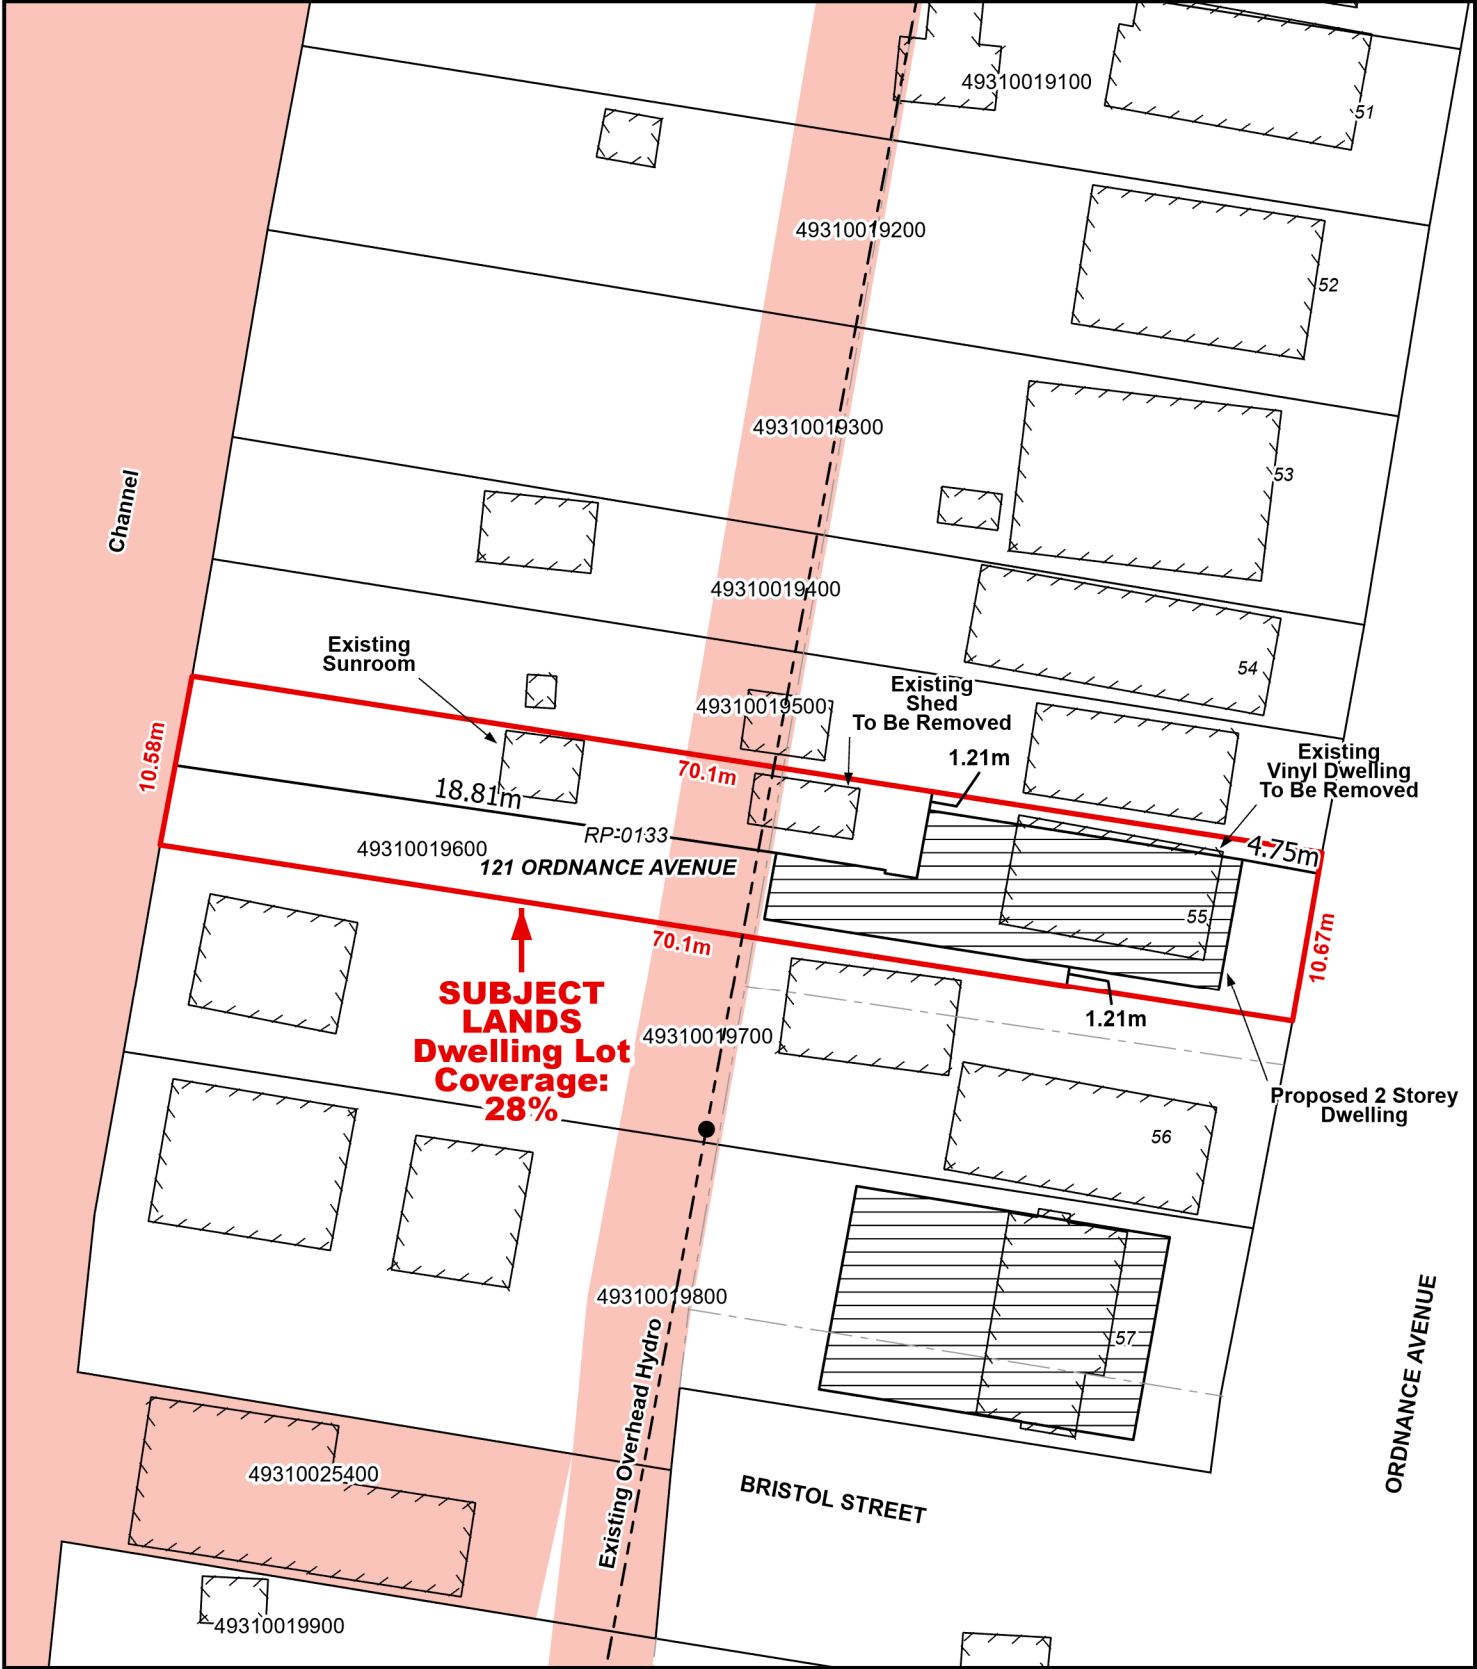 49310019100
51
49310019200
52
49310019300
53
Channel
49310019400
54
Existing
Sunroom
49310019500
Existing
Shed
To Be Removed
1.21m
Existing
Vinyl Dwelling
To Be Removed
10.58m
70.1m
18.81m
RP-0133
49310019600
121 ORDNANCE AVENUE
4.75m
55
10.67m
70.1m
SUBJECT
LANDS
Dwelling Lot
Coverage:
28%
1.21m
49310019700
Proposed 2 Storey
Dwelling
56
49310019800
57
Existing Overhead Hydro
ORDNANCE AVENUE
49310025400
BRISTOL STREET
49310019900